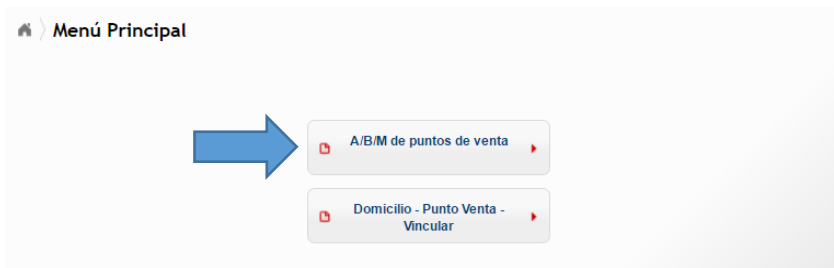 Menú Principal
A/B/M de puntos de venta
Domicilio - Punto Venta -
Vincular